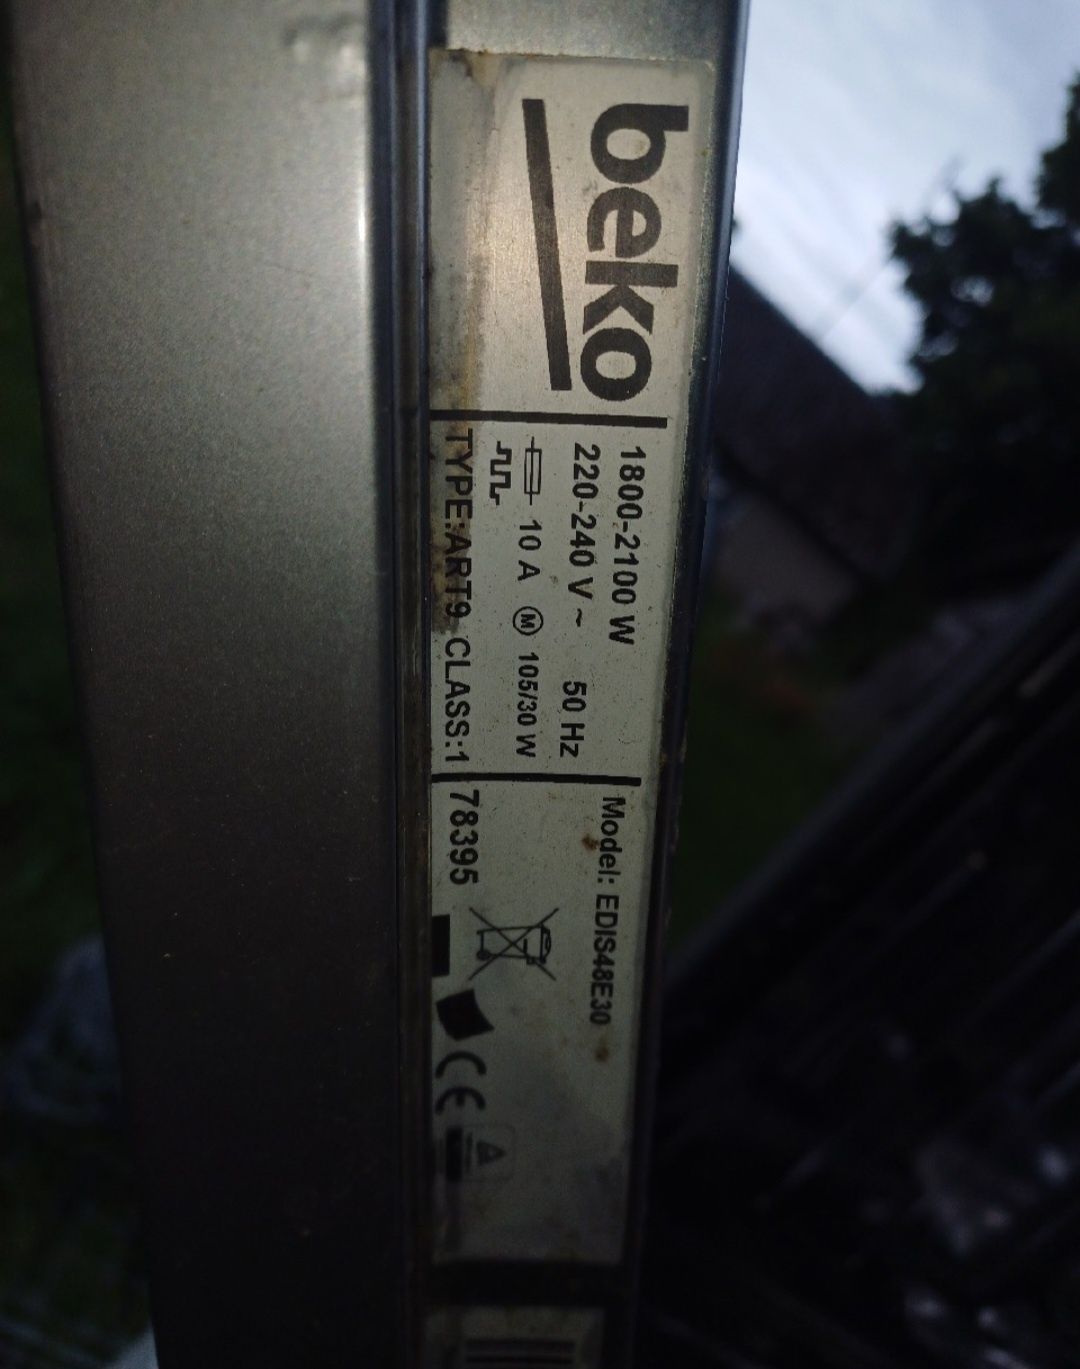 beko
1800-2100 W
220-240 V ~ 50 Hz
10 A M 105/30 W
TYPE:ART9 CLASS:1
Model: EDIS48E30
78395
CE